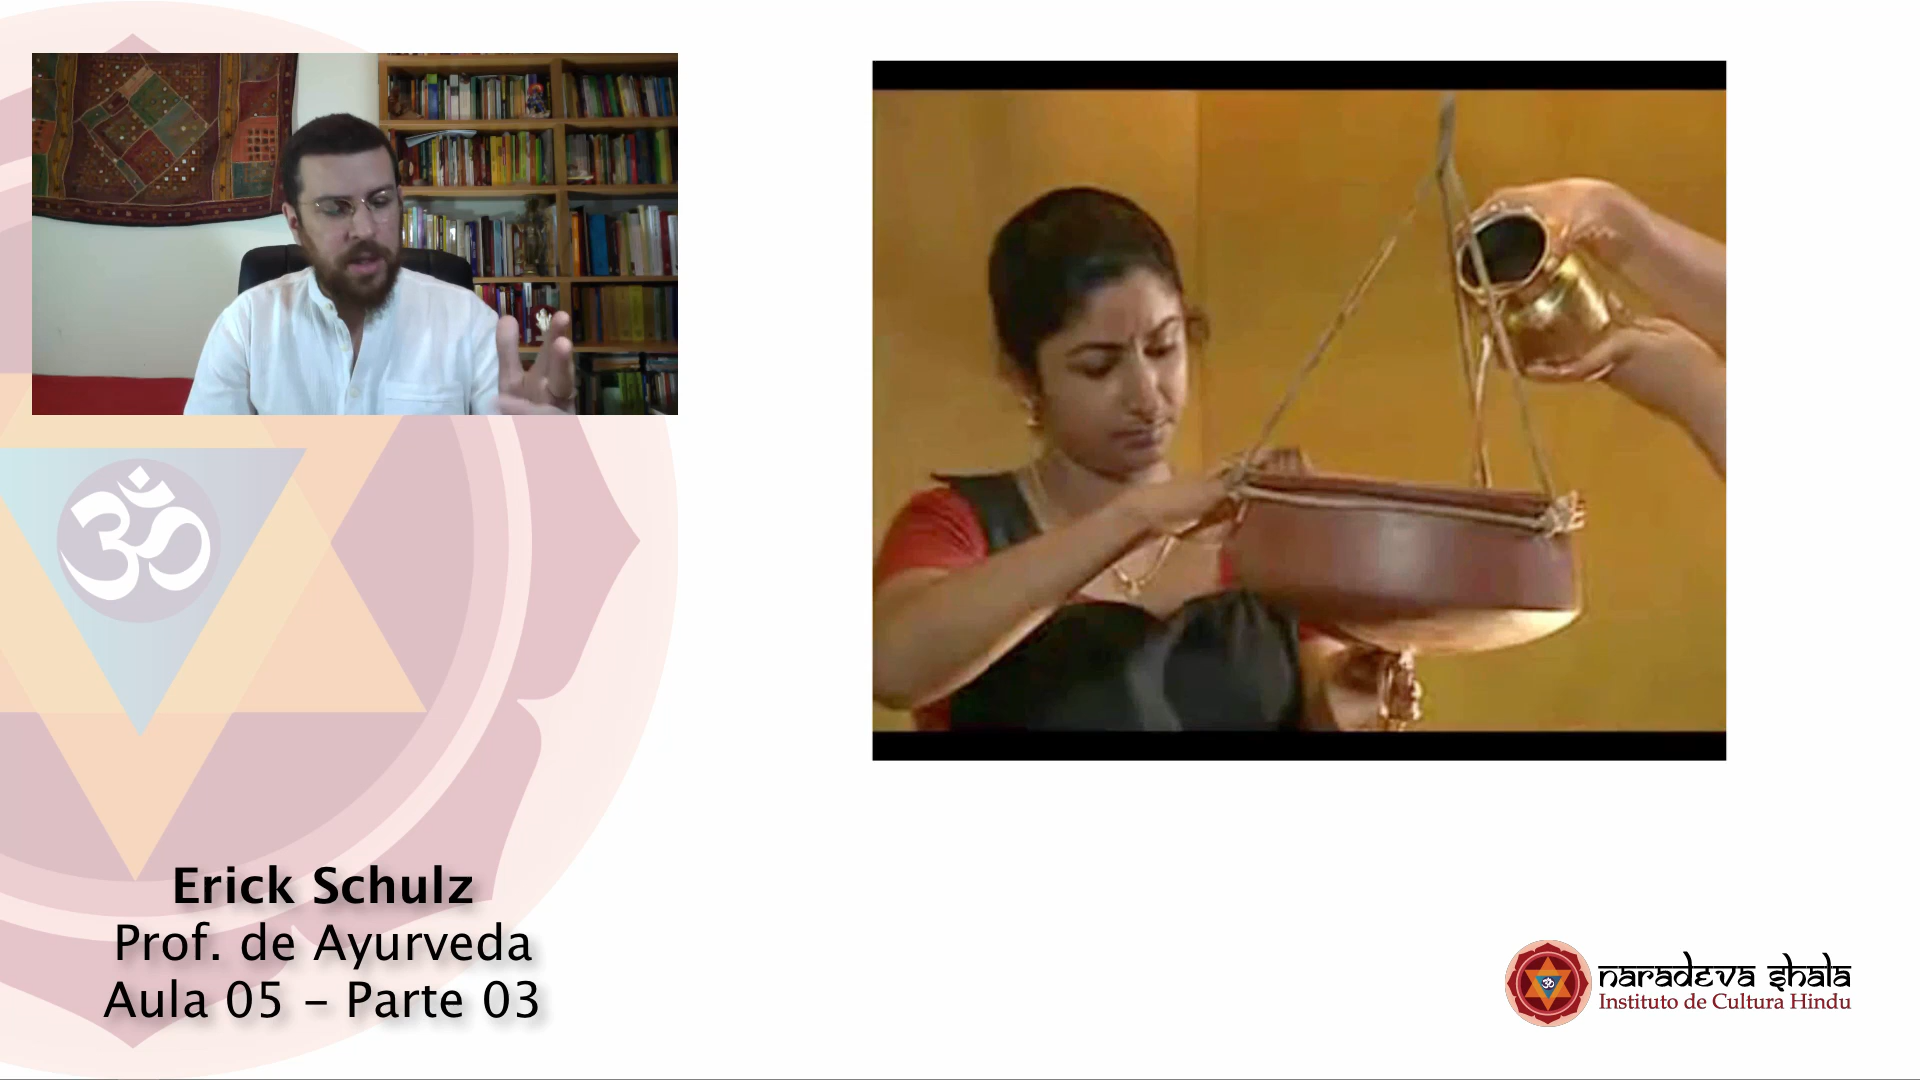 ॐ
Erick Schulz
Prof. de Ayurveda
Aula 05 – Parte 03
ॐ
NARADEVA SHALA
Instituto de Cultura Hindu